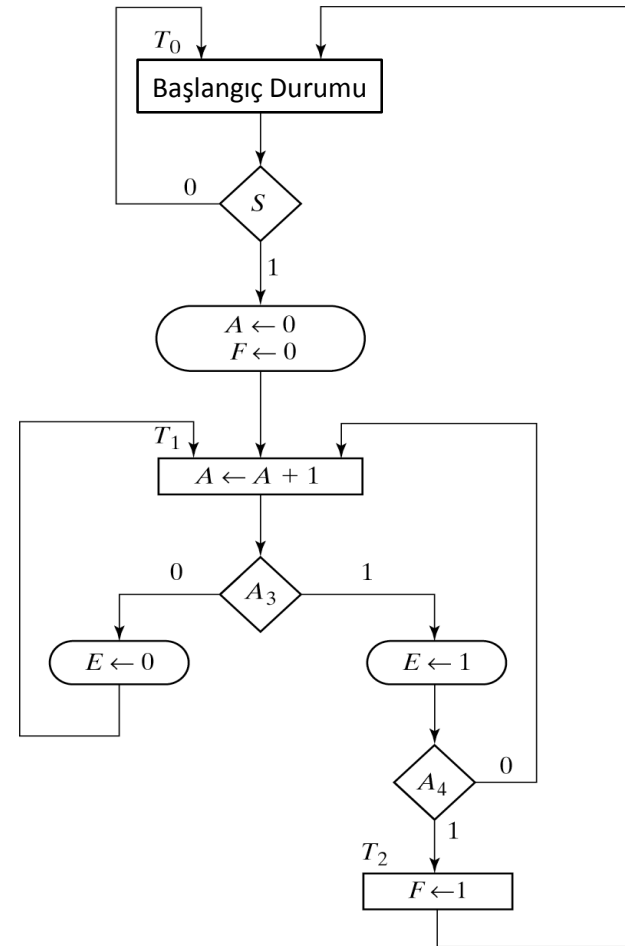 T₀
Başlangıç Durumu
0
S
1
A ← 0
F ← 0
T₁
A ← A + 1
0
A₃
1
E ← 0
E ← 1
A₄
0
1
T₂
F ←1